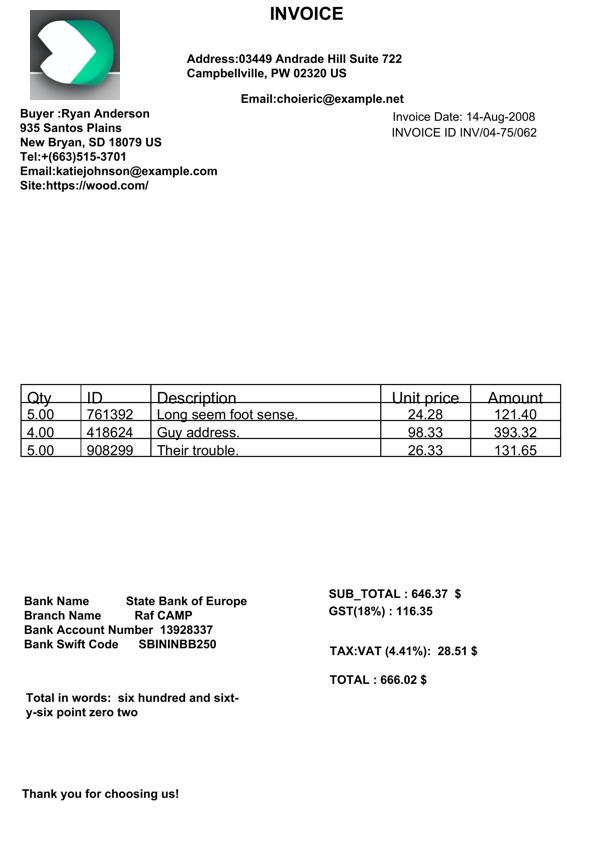 INVOICE
Address:03449 Andrade Hill Suite 722
Campbellville, PW 02320 US
Email:choieric@example.net
Buyer :Ryan Anderson
935 Santos Plains
New Bryan, SD 18079 US
Tel:+(663)515-3701
Email:katiejohnson@example.com
Site:https://wood.com/
Invoice Date: 14-Aug-2008
INVOICE ID INV/04-75/062
Qty ID Description Unit price Amount
5.00 761392 Long seem foot sense. 24.28 121.40
4.00 418624 Guy address. 98.33 393.32
5.00 908299 Their trouble. 26.33 131.65
Bank Name State Bank of Europe
Branch Name Raf CAMP
Bank Account Number 13928337
Bank Swift Code SBININBB250
SUB_TOTAL : 646.37 $
GST(18%) : 116.35
TAX:VAT (4.41%): 28.51 $
TOTAL : 666.02 $
Total in words: six hundred and sixt-
y-six point zero two
Thank you for choosing us!